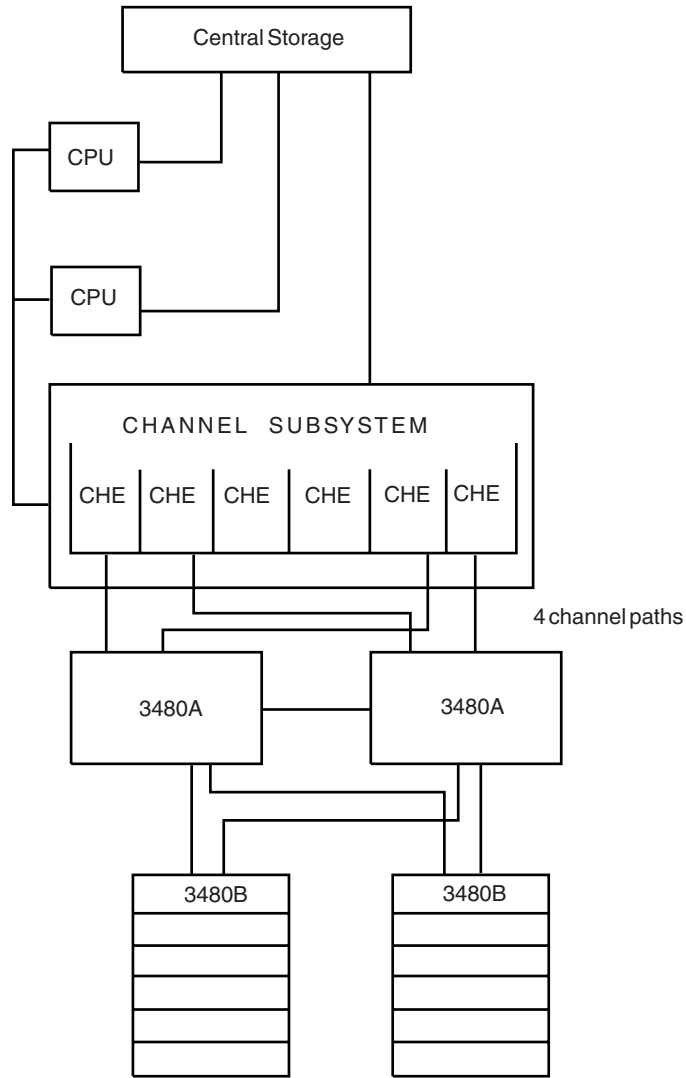 Central Storage
CPU
CPU
CHANNEL SUBSYSTEM
CHE CHE CHE CHE CHE CHE
4 channel paths
3480A 3480A
3480B 3480B